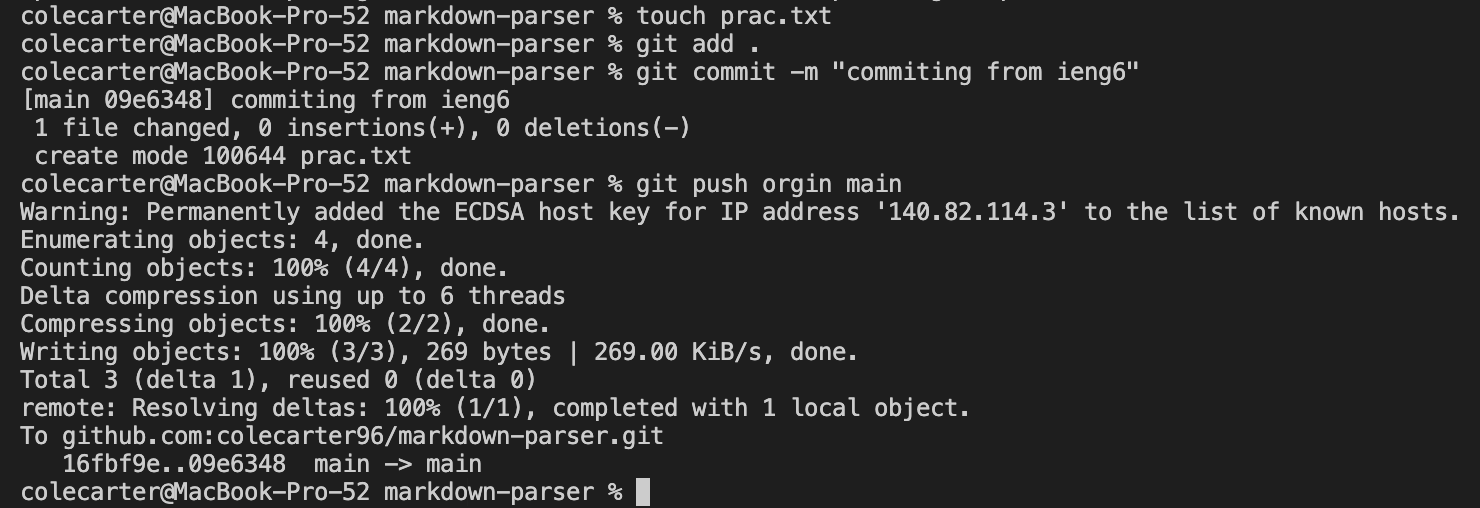 colecarter@MacBook-Pro-52 markdown-parser % touch prac.txt
colecarter@MacBook-Pro-52 markdown-parser % git add .
colecarter@MacBook-Pro-52 markdown-parser % git commit -m "commiting from ieng6"
[main 09e6348] commiting from ieng6
 1 file changed, 0 insertions(+), 0 deletions(-)
 create mode 100644 prac.txt
colecarter@MacBook-Pro-52 markdown-parser % git push orgin main
Warning: Permanently added the ECDSA host key for IP address '140.82.114.3' to the list of known hosts.
Enumerating objects: 4, done.
Counting objects: 100% (4/4), done.
Delta compression using up to 6 threads
Compressing objects: 100% (2/2), done.
Writing objects: 100% (3/3), 269 bytes | 269.00 KiB/s, done.
Total 3 (delta 1), reused 0 (delta 0)
remote: Resolving deltas: 100% (1/1), completed with 1 local object.
To github.com:colecarter96/markdown-parser.git
   16fbf9e..09e6348  main -> main
colecarter@MacBook-Pro-52 markdown-parser %